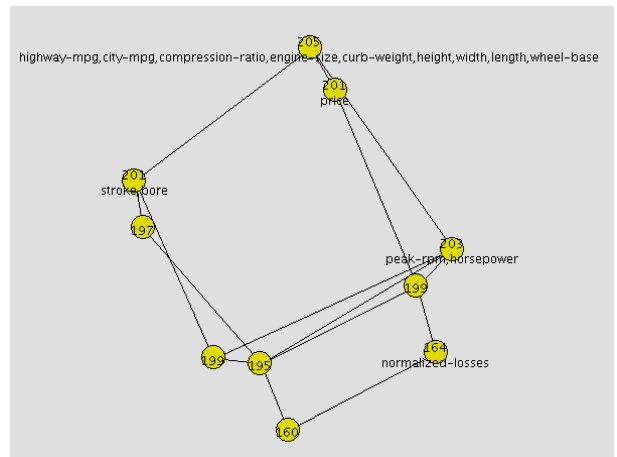 205
highway-mpg,city-mpg,compression-ratio,engine-size,curb-weight,height,width,length,wheel-base
201
price
201
stroke,bore
197
203
peak-rpm,horsepower
199
164
normalized-losses
199
195
160